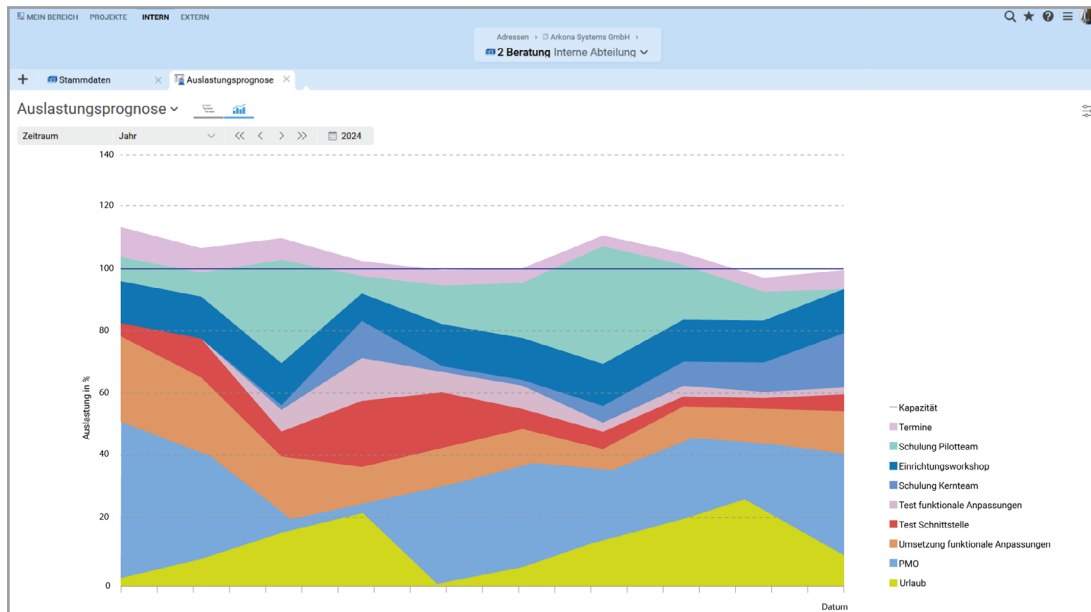 MEIN BEREICH PROJEKTE INTERN EXTERN
Adressen › Arkona Systems GmbH ›
2 Beratung Interne Abteilung
Stammdaten Auslastungsprognose
Auslastungsprognose
Zeitraum Jahr 2024
140
120
100
80
60
40
20
0
Auslastung in %
Datum
Kapazität
Termine
Schulung Pilotteam
Einrichtungsworkshop
Schulung Kernteam
Test funktionale Anpassungen
Test Schnittstelle
Umsetzung funktionale Anpassungen
PMO
Urlaub